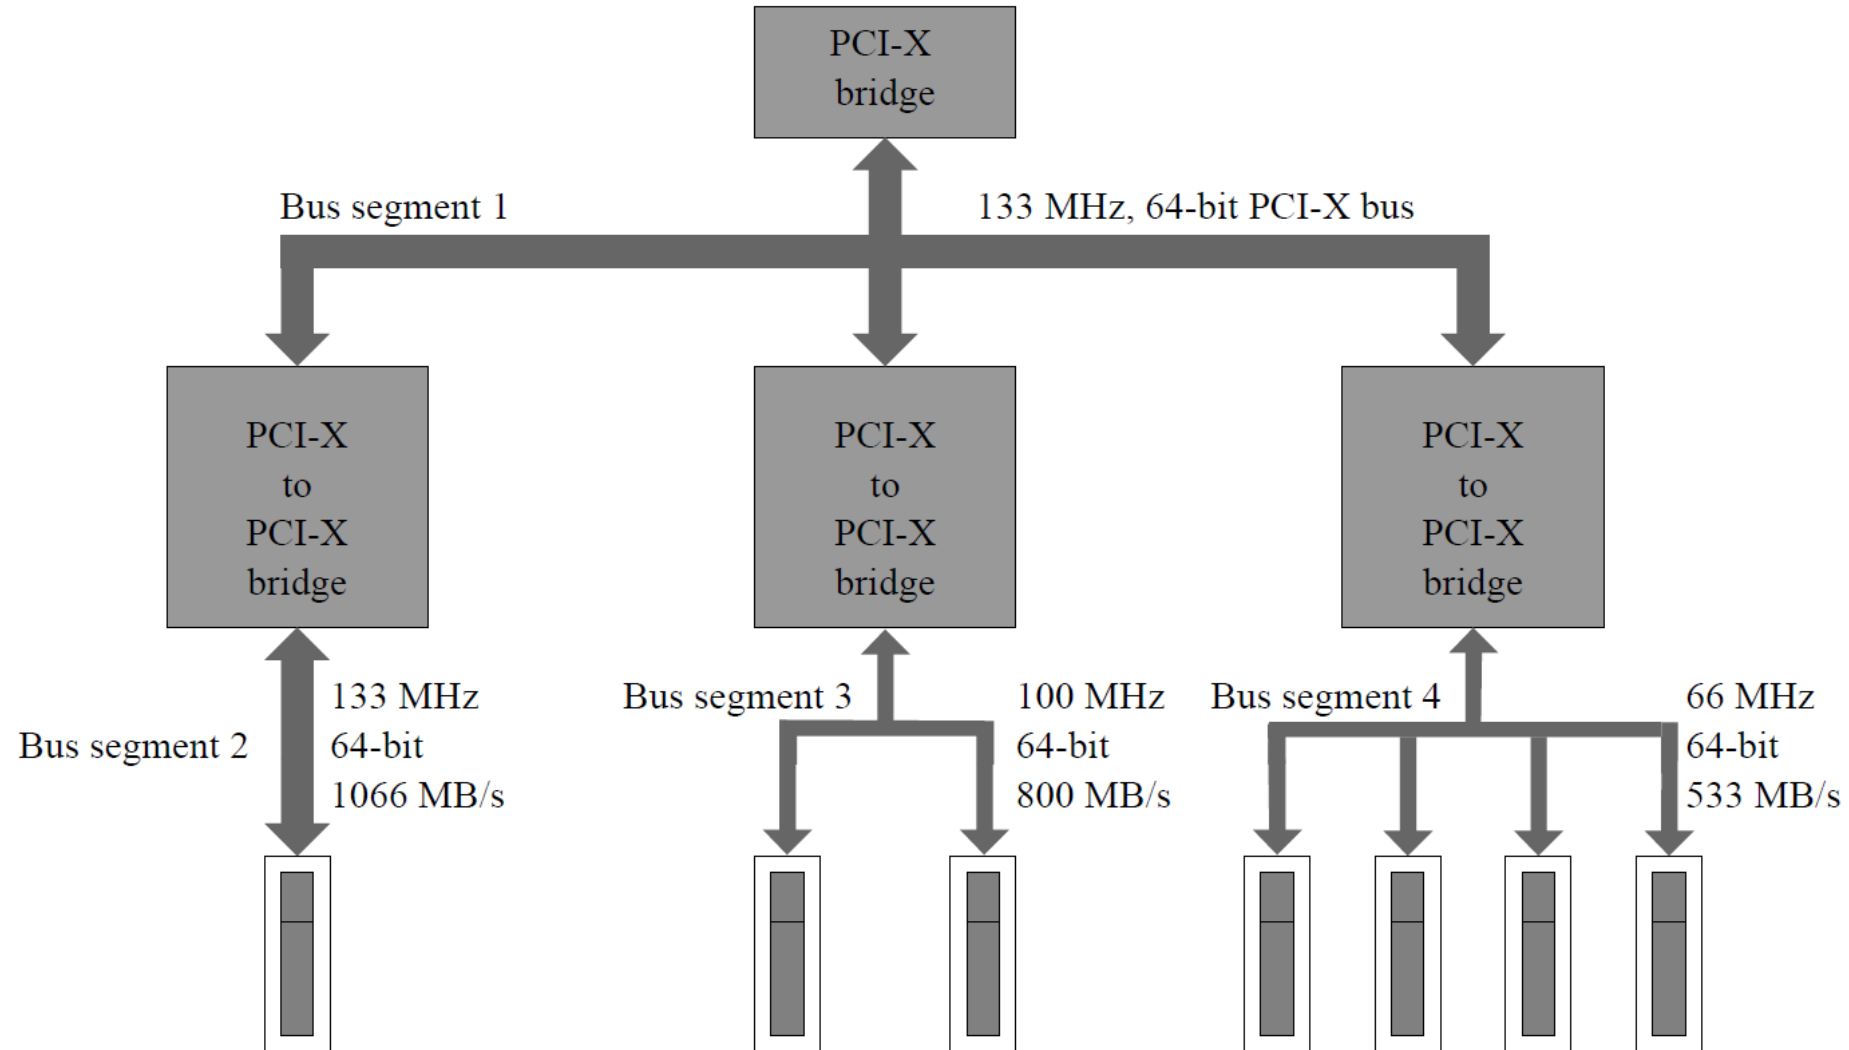 PCI-X
bridge
Bus segment 1
133 MHz, 64-bit PCI-X bus
PCI-X
to
PCI-X
bridge
PCI-X
to
PCI-X
bridge
PCI-X
to
PCI-X
bridge
Bus segment 2
133 MHz
64-bit
1066 MB/s
Bus segment 3
100 MHz
64-bit
800 MB/s
Bus segment 4
66 MHz
64-bit
533 MB/s